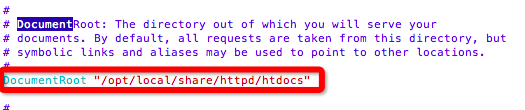 #
# DocumentRoot: The directory out of which you will serve your
# documents. By default, all requests are taken from this directory, but
# symbolic links and aliases may be used to point to other locations.
#
DocumentRoot "/opt/local/share/httpd/htdocs"
#